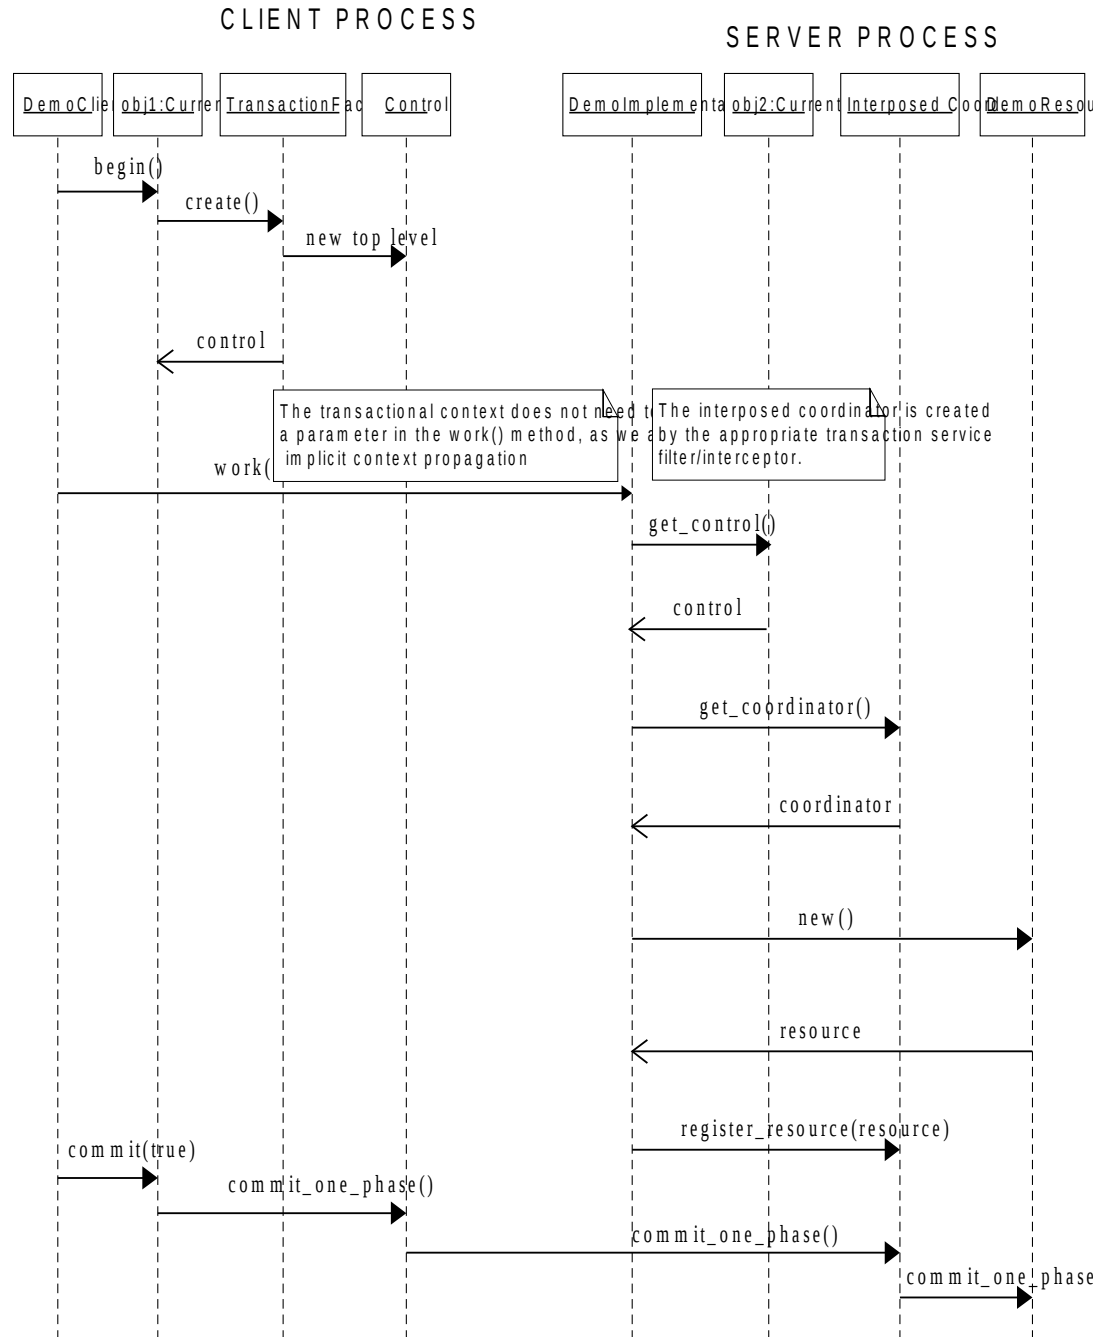 CLIENT PROCESS
SERVER PROCESS
DemoClie
obj1:Curren
TransactionFac
Control
DemoImplementa
obj2:Current
Interposed Coord
DemoResou
begin()
create()
new top level
control
The transactional context does not need to
a parameter in the work() method, as we a
implicit context propagation
The interposed coordinator is created
by the appropriate transaction service
filter/interceptor.
work(
get_control()
control
get_coordinator()
coordinator
new()
resource
register_resource(resource)
commit(true)
commit_one_phase()
commit_one_phase()
commit_one_phase